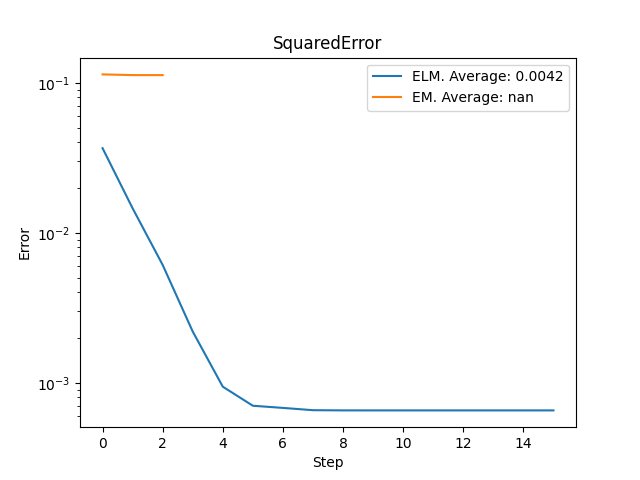 SquaredError
ELM. Average: 0.0042
EM. Average: nan
Error
10⁻¹
10⁻²
10⁻³
0 2 4 6 8 10 12 14
Step